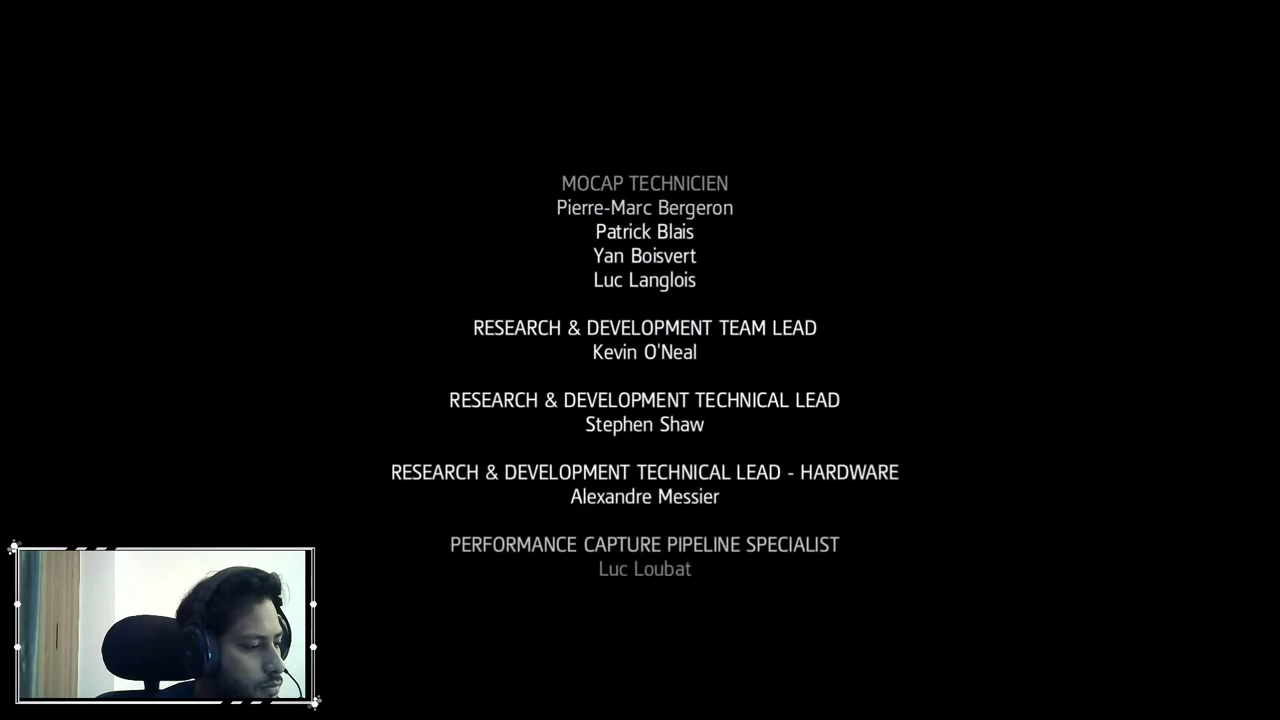 MOCAP TECHNICIEN
Pierre-Marc Bergeron
Patrick Blais
Yan Boisvert
Luc Langlois
RESEARCH & DEVELOPMENT TEAM LEAD
Kevin O'Neal
RESEARCH & DEVELOPMENT TECHNICAL LEAD
Stephen Shaw
RESEARCH & DEVELOPMENT TECHNICAL LEAD - HARDWARE
Alexandre Messier
PERFORMANCE CAPTURE PIPELINE SPECIALIST
Luc Loubat